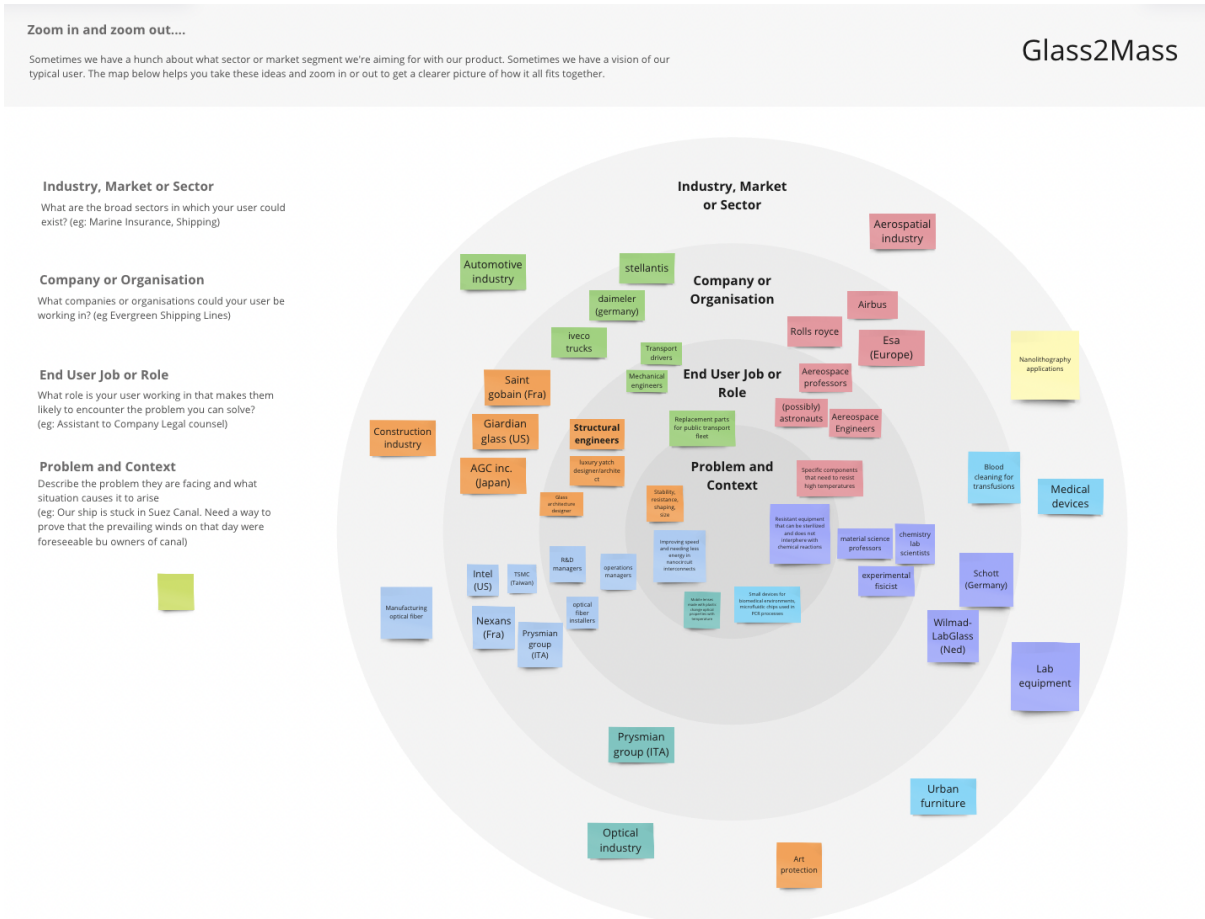 Zoom in and zoom out....
Glass2Mass
Sometimes we have a hunch about what sector or market segment we're aiming for with our product. Sometimes we have a vision of our
typical user. The map below helps you take these ideas and zoom in or out to get a clearer picture of how it all fits together.
Industry, Market or Sector
What are the broad sectors in which your user could
exist? (eg: Marine Insurance, Shipping)
Company or Organisation
What companies or organisations could your user be
working in? (eg Evergreen Shipping Lines)
End User Job or Role
What role is your user working in that makes them
likely to encounter the problem you can solve?
(eg: Assistant to Company Legal counsel)
Problem and Context
Describe the problem they are facing and what
situation causes it to arise
(eg: Our ship is stuck in Suez Canal. Need a way to
prove that the prevailing winds on that day were
foreseeable bu owners of canal)
Industry, Market
or Sector
Aerospatial
industry
Automotive
industry
stellantis
Company or
Organisation
daimeler
(germany)
Airbus
Rolls royce
iveco
trucks
Esa
(Europe)
Transport
drivers
Nanolithography
applications
End User Job or
Role
Mechanical
engineers
Aereospace
professors
Saint
gobain (Fra)
(possibly)
astronauts
Aereospace
Engineers
Replacement parts
for public transport
fleet
Construction
industry
Giardian
glass (US)
Structural
engineers
Problem and
Context
AGC inc.
(Japan)
luxury yatch
designer/archite
ct
Specific components
that need to resist
high temperatures
Blood
cleaning for
transfusions
Medical
devices
Glass
architecture
designer
Stability,
resistance,
shaping,
size
Resistant equipment
that can be sterilized
and does not
interphere with
chemical reactions
material science
professors
chemistry
lab
scientists
Improving speed
and needing less
energy in
nanocircuit
interconnects
R&D
managers
operations
managers
Intel
(US)
TSMC
(Taiwan)
experimental
fisicist
Schott
(Germany)
Manufacturing
optical fiber
optical
fiber
installers
Small devices for
biomedical environments,
microfluidic chips used in
PCR processes
Nexans
(Fra)
Prysmian
group
(ITA)
Wilmad-
LabGlass
(Ned)
Lab
equipment
Prysmian
group (ITA)
Urban
furniture
Optical
industry
Art
protection